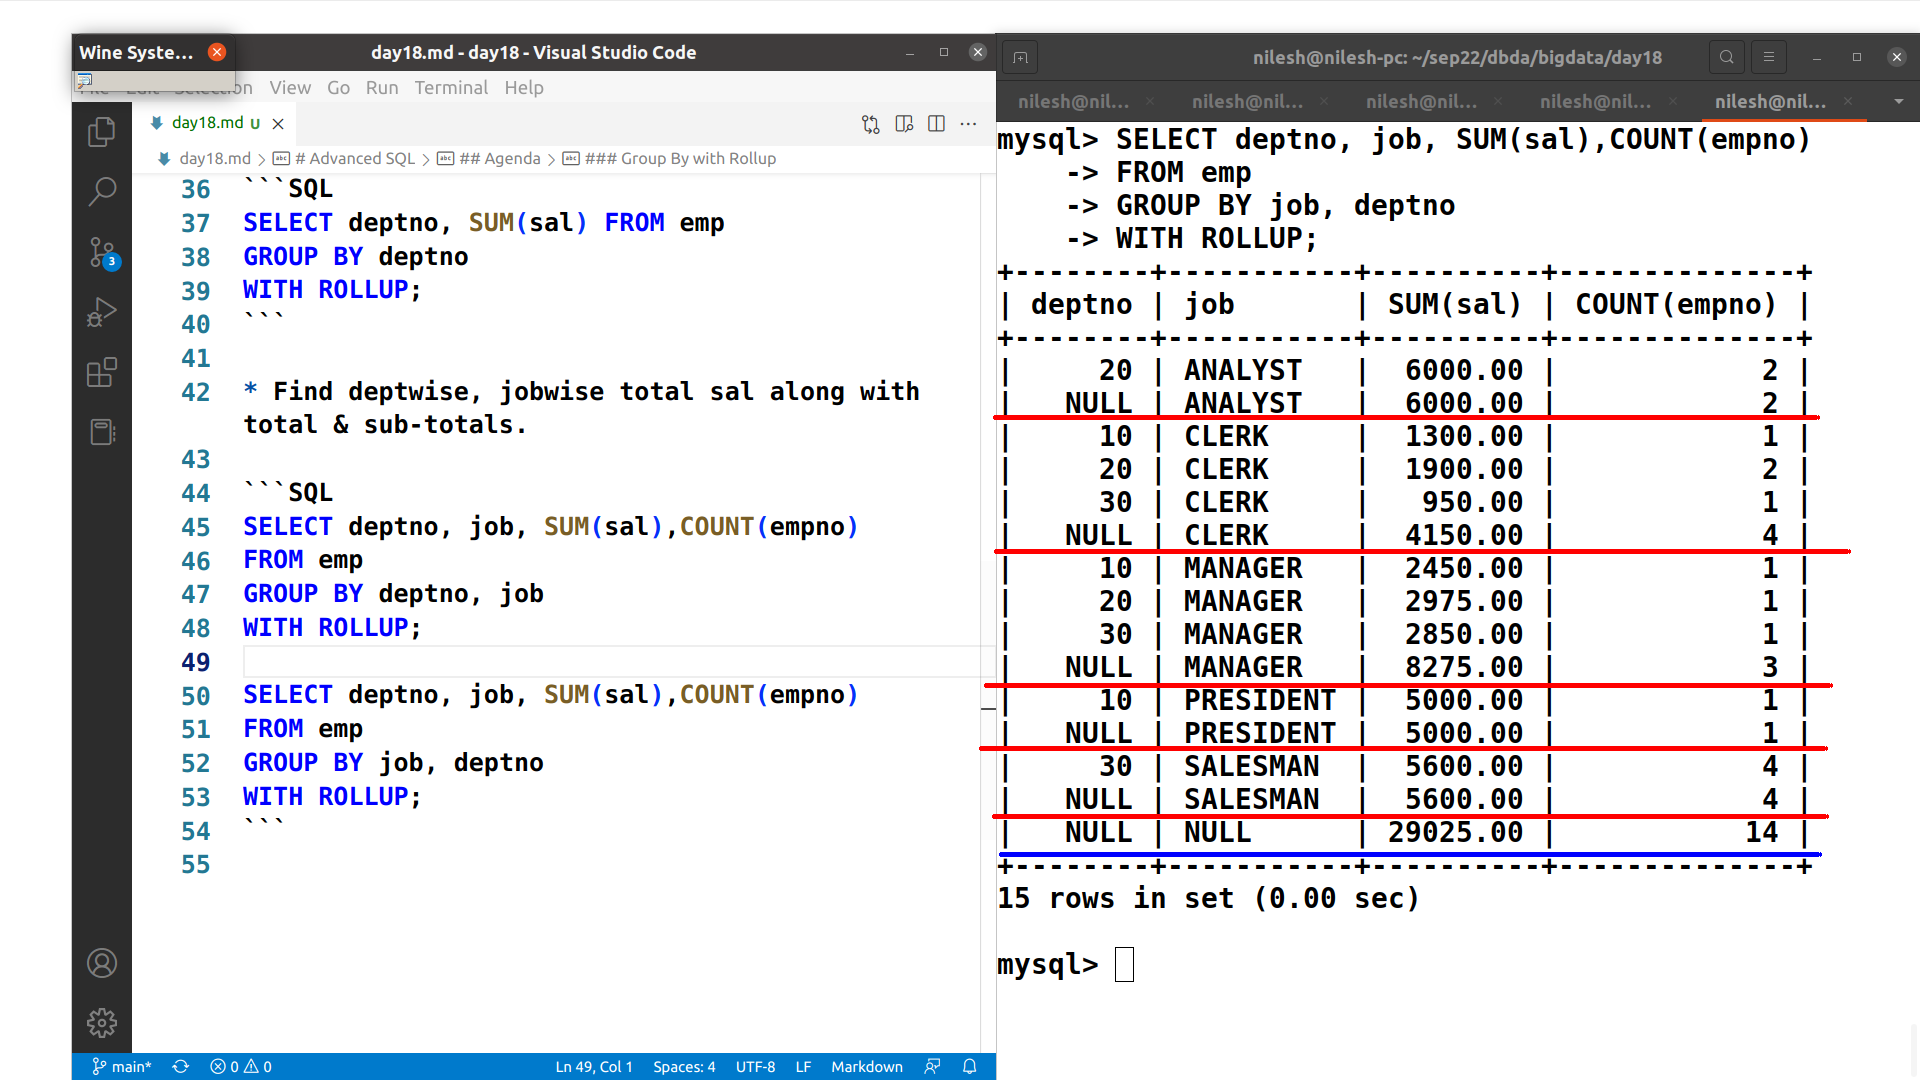 Wine Syste...
day18.md - day18 - Visual Studio Code
View Go Run Terminal Help
day18.md U
day18.md > # Advanced SQL > ## Agenda > ### Group By with Rollup
36 ```SQL
37 SELECT deptno, SUM(sal) FROM emp
38 GROUP BY deptno
39 WITH ROLLUP;
40 ```
41
42 * Find deptwise, jobwise total sal along with
total & sub-totals.
43
44 ```SQL
45 SELECT deptno, job, SUM(sal),COUNT(empno)
46 FROM emp
47 GROUP BY deptno, job
48 WITH ROLLUP;
49
50 SELECT deptno, job, SUM(sal),COUNT(empno)
51 FROM emp
52 GROUP BY job, deptno
53 WITH ROLLUP;
54 ```
55
3
main* 0 0 Ln 49, Col 1 Spaces: 4 UTF-8 LF Markdown
nilesh@nilesh-pc: ~/sep22/dbda/bigdata/day18
nilesh@nil... nilesh@nil... nilesh@nil... nilesh@nil... nilesh@nil...
mysql> SELECT deptno, job, SUM(sal),COUNT(empno)
-> FROM emp
-> GROUP BY job, deptno
-> WITH ROLLUP;
+--------+-----------+----------+--------------+
| deptno | job | SUM(sal) | COUNT(empno) |
+--------+-----------+----------+--------------+
| 20 | ANALYST | 6000.00 | 2 |
| NULL | ANALYST | 6000.00 | 2 |
| 10 | CLERK | 1300.00 | 1 |
| 20 | CLERK | 1900.00 | 2 |
| 30 | CLERK | 950.00 | 1 |
| NULL | CLERK | 4150.00 | 4 |
| 10 | MANAGER | 2450.00 | 1 |
| 20 | MANAGER | 2975.00 | 1 |
| 30 | MANAGER | 2850.00 | 1 |
| NULL | MANAGER | 8275.00 | 3 |
| 10 | PRESIDENT | 5000.00 | 1 |
| NULL | PRESIDENT | 5000.00 | 1 |
| 30 | SALESMAN | 5600.00 | 4 |
| NULL | SALESMAN | 5600.00 | 4 |
| NULL | NULL | 29025.00 | 14 |
+--------+-----------+----------+--------------+
15 rows in set (0.00 sec)
mysql>